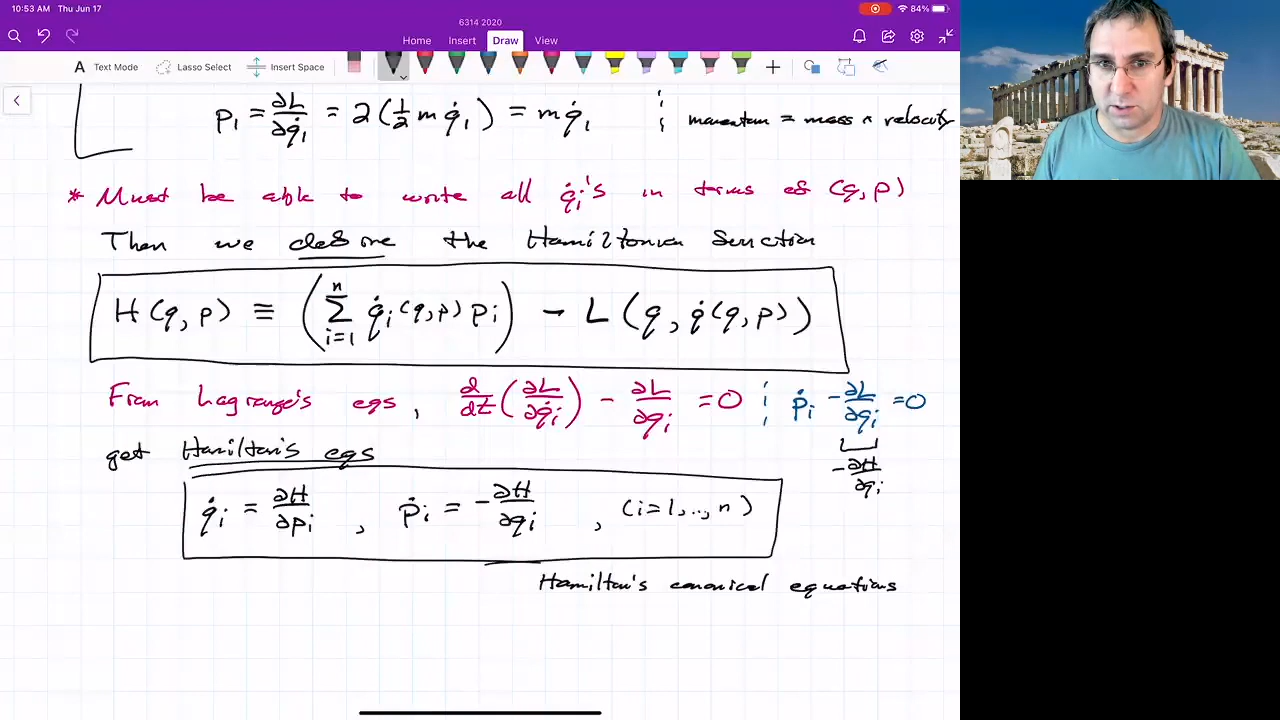 10:53 AM Thu Jun 17
84%
6314 2020
Home Insert Draw View
Text Mode Lasso Select Insert Space
p₁ = ∂L/∂q̇₁ = 2(½ m q̇₁) = m q̇₁ ¦ momentum = mass × velocity
* Must be able to write all q̇ᵢ's in terms of (q,p)
Then we define the Hamiltonian function
H(q,p) ≡ (∑ᵢ₌₁ⁿ q̇ᵢ(q,p) pᵢ) - L(q, q̇(q,p))
From Lagrange's eqs, d/dt(∂L/∂q̇ᵢ) - ∂L/∂qᵢ = 0 ¦ ṗᵢ - ∂L/∂qᵢ = 0
get Hamilton's eqs
-∂H/∂qᵢ
q̇ᵢ = ∂H/∂pᵢ , ṗᵢ = -∂H/∂qᵢ , (i=1,..,n)
Hamilton's canonical equations